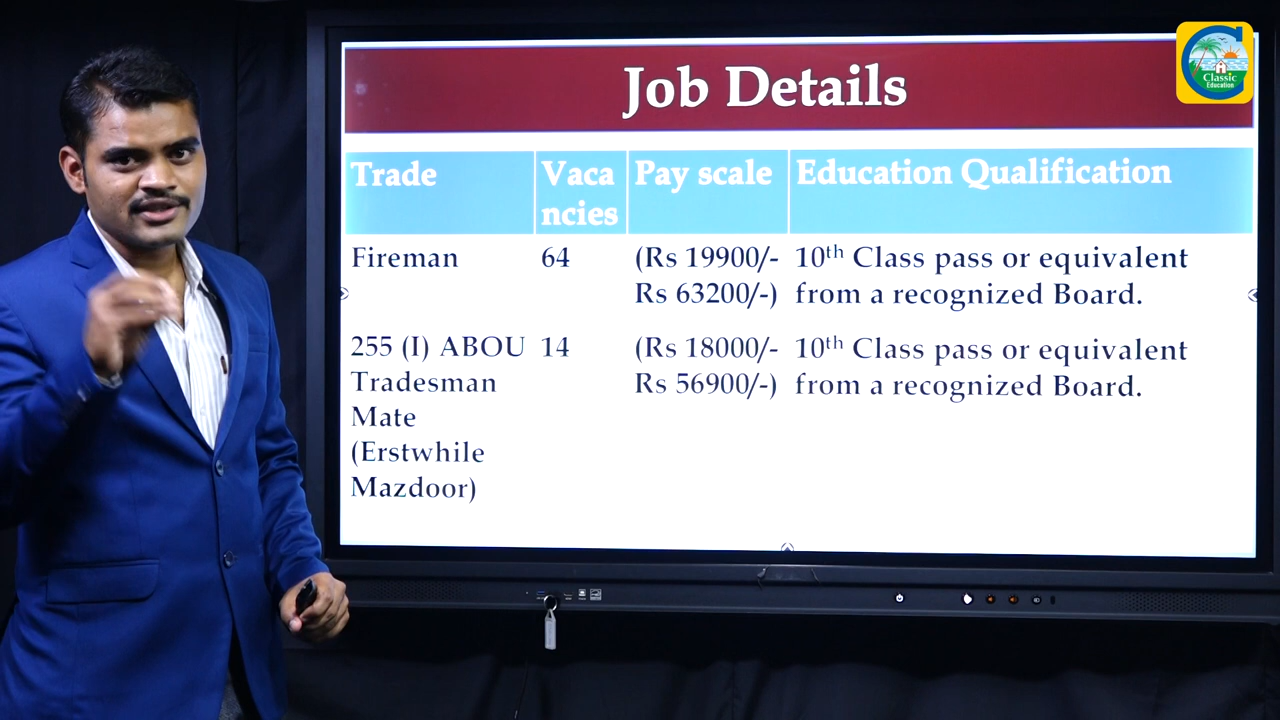 Job Details
Classic
Education
Trade
Vaca
ncies
Pay scale
Education Qualification
Fireman
64
(Rs 19900/-
Rs 63200/-)
10th Class pass or equivalent
from a recognized Board.
255 (I) ABOU
Tradesman
Mate
(Erstwhile
Mazdoor)
14
(Rs 18000/-
Rs 56900/-)
10th Class pass or equivalent
from a recognized Board.